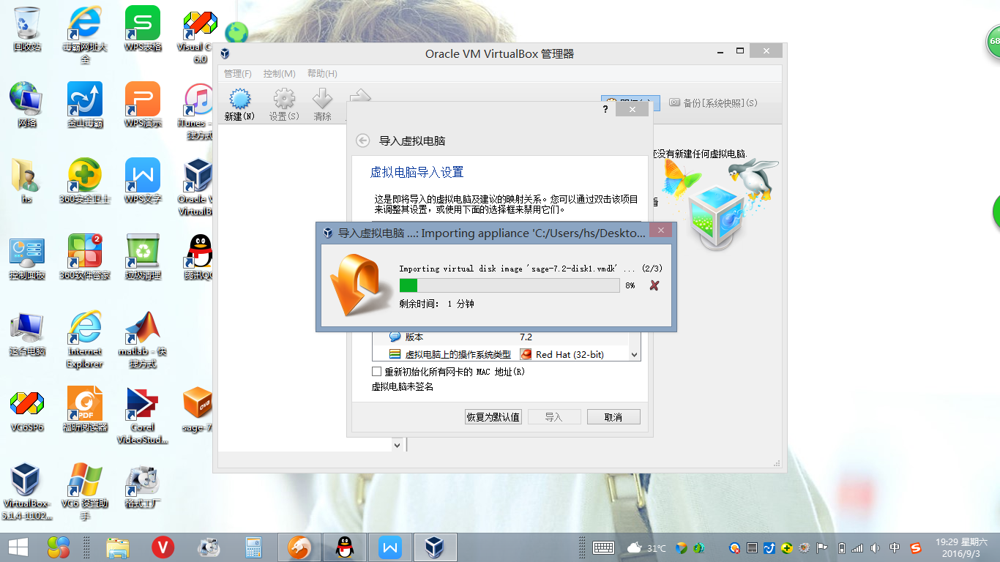 回收站
毒霸网址大
全
WPS表格
Visual C
6.0
网络
金山毒霸
WPS演示
iTunes -
捷方式
hs
360安全卫士
WPS文字
Oracle V
VirtualB
控制面板
2
360软件管家
垃圾清理
腾讯QQ
这台电脑
Internet
Explorer
matlab - 快
捷方式
VC6SP6
PDF
福昕阅读器
Corel
VideoStud...
OVA
sage-7
VirtualBox-
5.1.4-1102...
VC6 设置助
手
格式工厂
Oracle VM VirtualBox 管理器
管理(F) 控制(M) 帮助(H)
新建(N) 设置(S) 清除
备份[系统快照](S)
没有新建任何虚拟电脑.
?
导入虚拟电脑
虚拟电脑导入设置
这是即将导入的虚拟电脑及建议的映射关系。您可以通过双击该项目
来调整其设置，或使用下面的选择框来禁用它们。
导入虚拟电脑 ...: Importing appliance 'C:/Users/hs/Deskto...
Importing virtual disk image 'sage-7.2-disk1.vmdk' ... (2/3)
8%
剩余时间： 1 分钟
版本 7.2
虚拟电脑上的操作系统类型 Red Hat (32-bit)
重新初始化所有网卡的 MAC 地址(R)
虚拟电脑未签名
恢复为默认值 导入 取消
68
31℃
中
19:29 星期六
2016/9/3